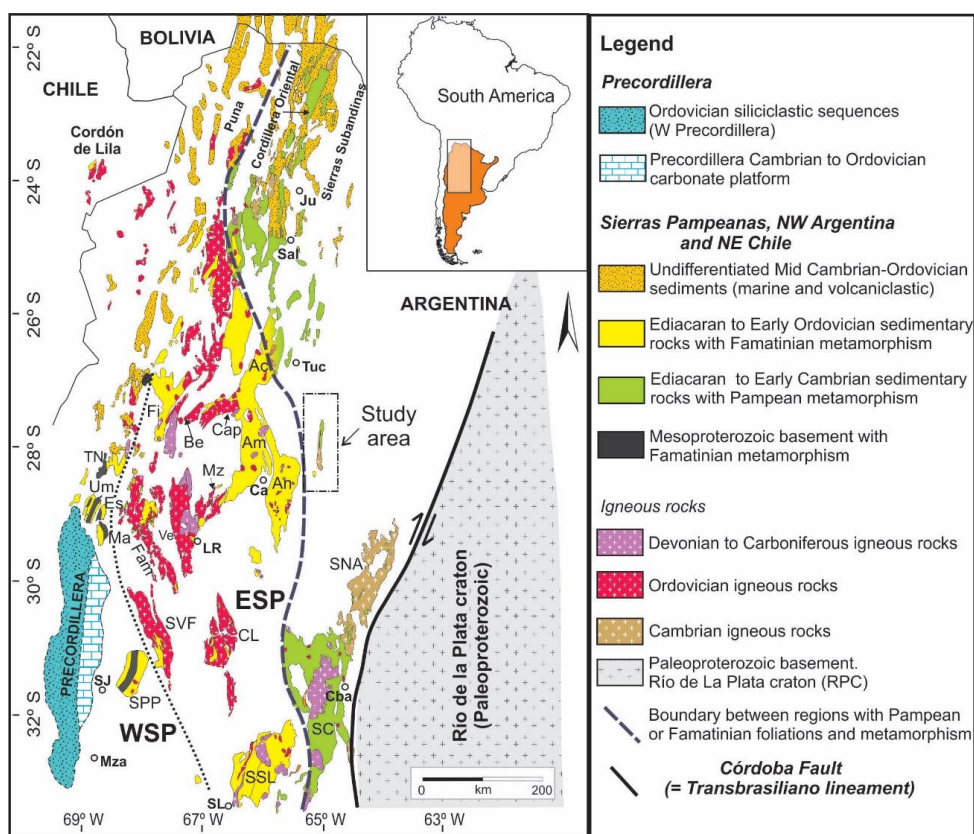 22° S
24° S
26° S
28° S
30° S
32° S
69° W
67° W
65° W
63° W
BOLIVIA
CHILE
Cordón
de Lila
Puna
Cordillera Oriental
Sierras Subandinas
Ju
Sal
Tuc
South America
ARGENTINA
Study
area
Fi
Be
Cap
Ac
Am
Ah
Ca
Mz
TN
Um
Es
Ma
Fam
Ve
LR
SNA
ESP
PRECORDILLERA
SVF
CL
SJ
SPP
WSP
Mza
SSL
SL
SC
Cba
Río de La Plata craton
(Paleoproterozoic)
0 km 200
Legend
Precordillera
Ordovician siliciclastic sequences
(W Precordillera)
Precordillera Cambrian to Ordovician
carbonate platform
Sierras Pampeanas, NW Argentina
and NE Chile
Undifferentiated Mid Cambrian-Ordovician
sediments (marine and volcaniclastic)
Ediacaran to Early Ordovician sedimentary
rocks with Famatinian metamorphism
Ediacaran to Early Cambrian sedimentary
rocks with Pampean metamorphism
Mesoproterozoic basement with
Famatinian metamorphism
Igneous rocks
Devonian to Carboniferous igneous rocks
Ordovician igneous rocks
Cambrian igneous rocks
Paleoproterozoic basement.
Río de La Plata craton (RPC)
Boundary between regions with Pampean
or Famatinian foliations and metamorphism
Córdoba Fault
(= Transbrasiliano lineament)